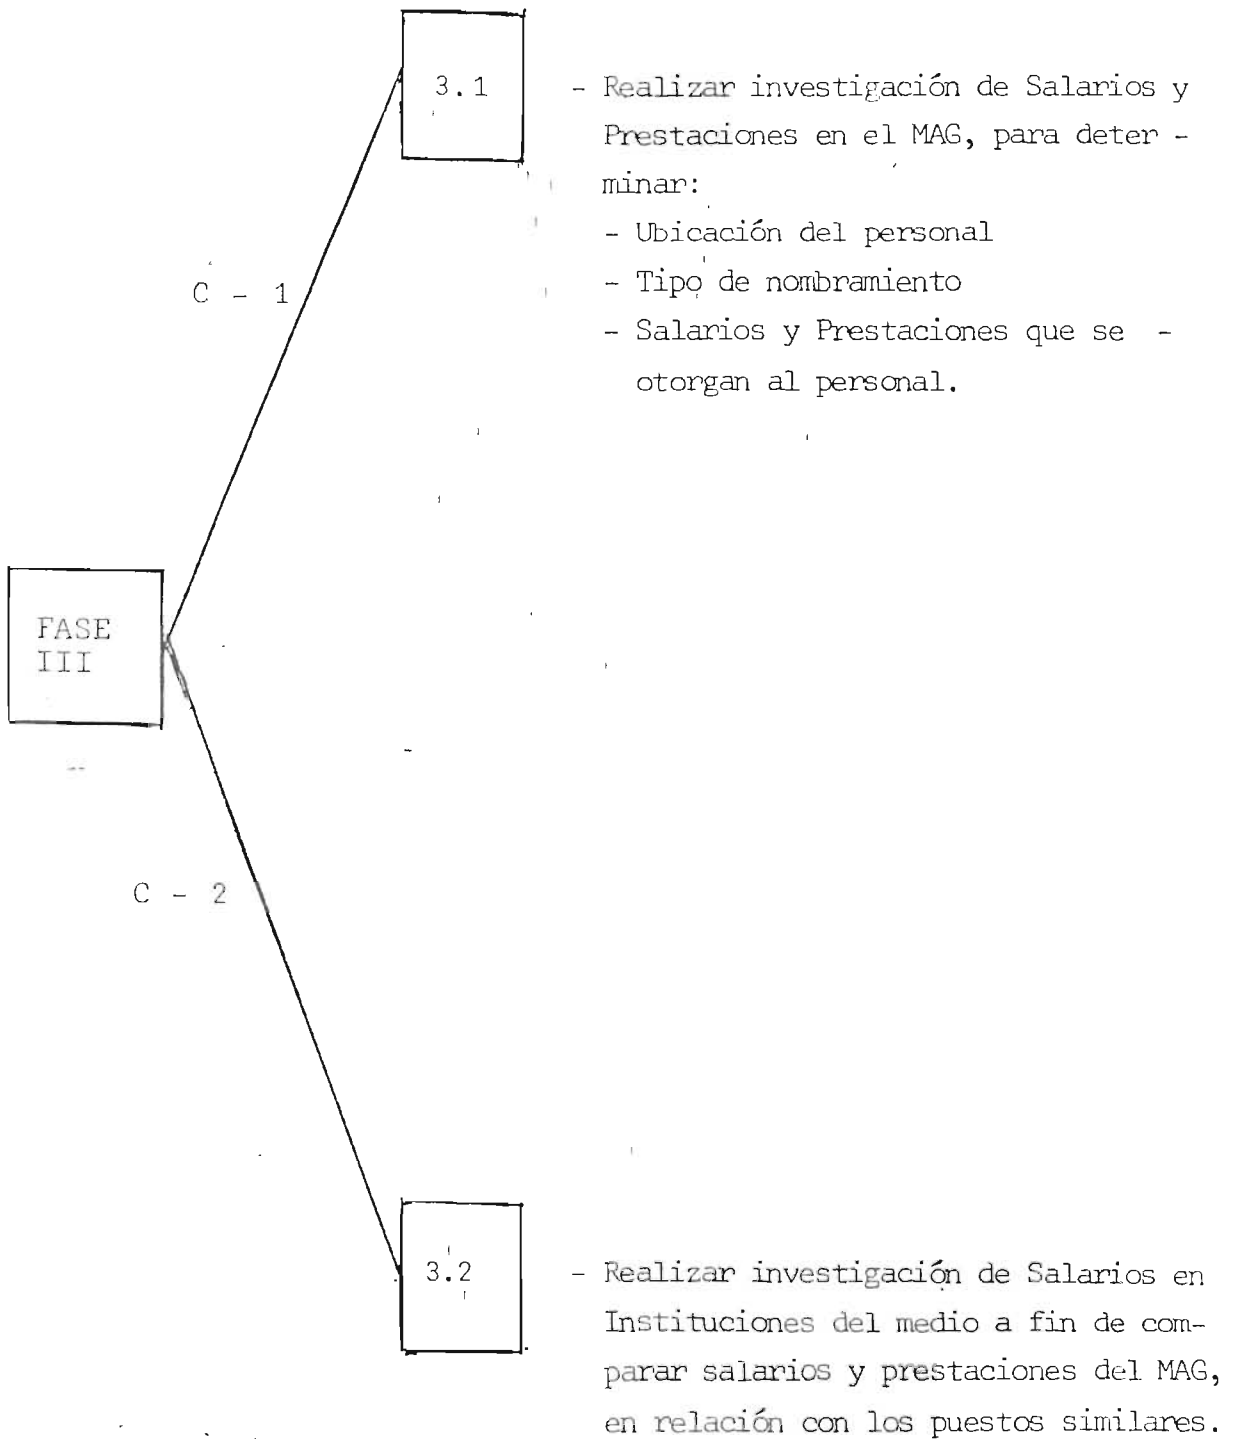 3.1
- Realizar investigación de Salarios y
Prestaciones en el MAG, para deter -
minar:
- Ubicación del personal
- Tipo de nombramiento
- Salarios y Prestaciones que se -
otorgan al personal.
C - 1
FASE
III
C - 2
3.2
- Realizar investigación de Salarios en
Instituciones del medio a fin de com-
parar salarios y prestaciones del MAG,
en relación con los puestos similares.